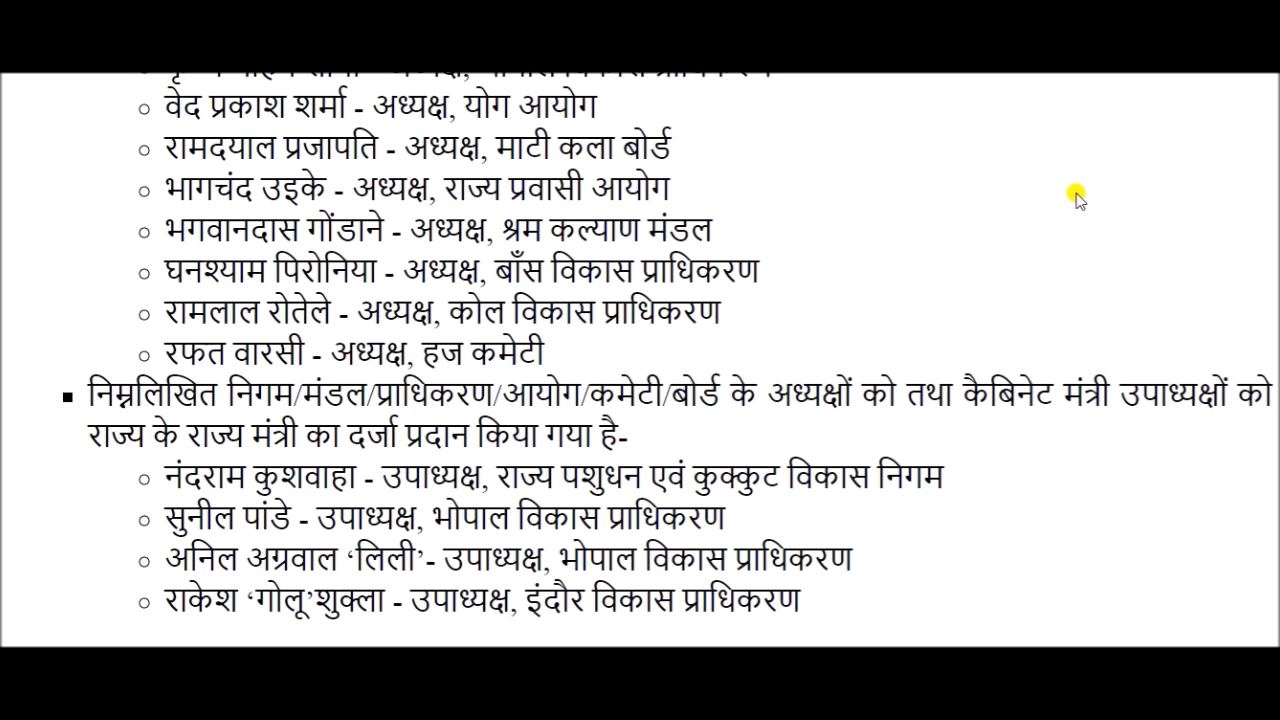 वेद प्रकाश शर्मा - अध्यक्ष, योग आयोग
रामदयाल प्रजापति - अध्यक्ष, माटी कला बोर्ड
भागचंद उइके - अध्यक्ष, राज्य प्रवासी आयोग
भगवानदास गोंडाने - अध्यक्ष, श्रम कल्याण मंडल
घनश्याम पिरोनिया - अध्यक्ष, बाँस विकास प्राधिकरण
रामलाल रोतेले - अध्यक्ष, कोल विकास प्राधिकरण
रफत वारसी - अध्यक्ष, हज कमेटी
निम्नलिखित निगम/मंडल/प्राधिकरण/आयोग/कमेटी/बोर्ड के अध्यक्षों को तथा कैबिनेट मंत्री उपाध्यक्षों को
राज्य के राज्य मंत्री का दर्जा प्रदान किया गया है-
नंदराम कुशवाहा - उपाध्यक्ष, राज्य पशुधन एवं कुक्कुट विकास निगम
सुनील पांडे - उपाध्यक्ष, भोपाल विकास प्राधिकरण
अनिल अग्रवाल ‘लिली’- उपाध्यक्ष, भोपाल विकास प्राधिकरण
राकेश ‘गोलू’शुक्ला - उपाध्यक्ष, इंदौर विकास प्राधिकरण